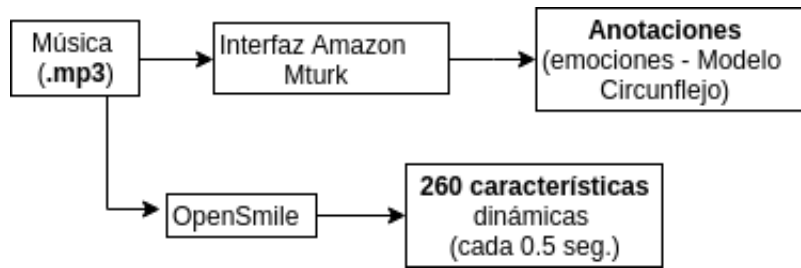 Música
(.mp3)
Interfaz Amazon
Mturk
Anotaciones
(emociones - Modelo
Circunflejo)
OpenSmile
260 características
dinámicas
(cada 0.5 seg.)